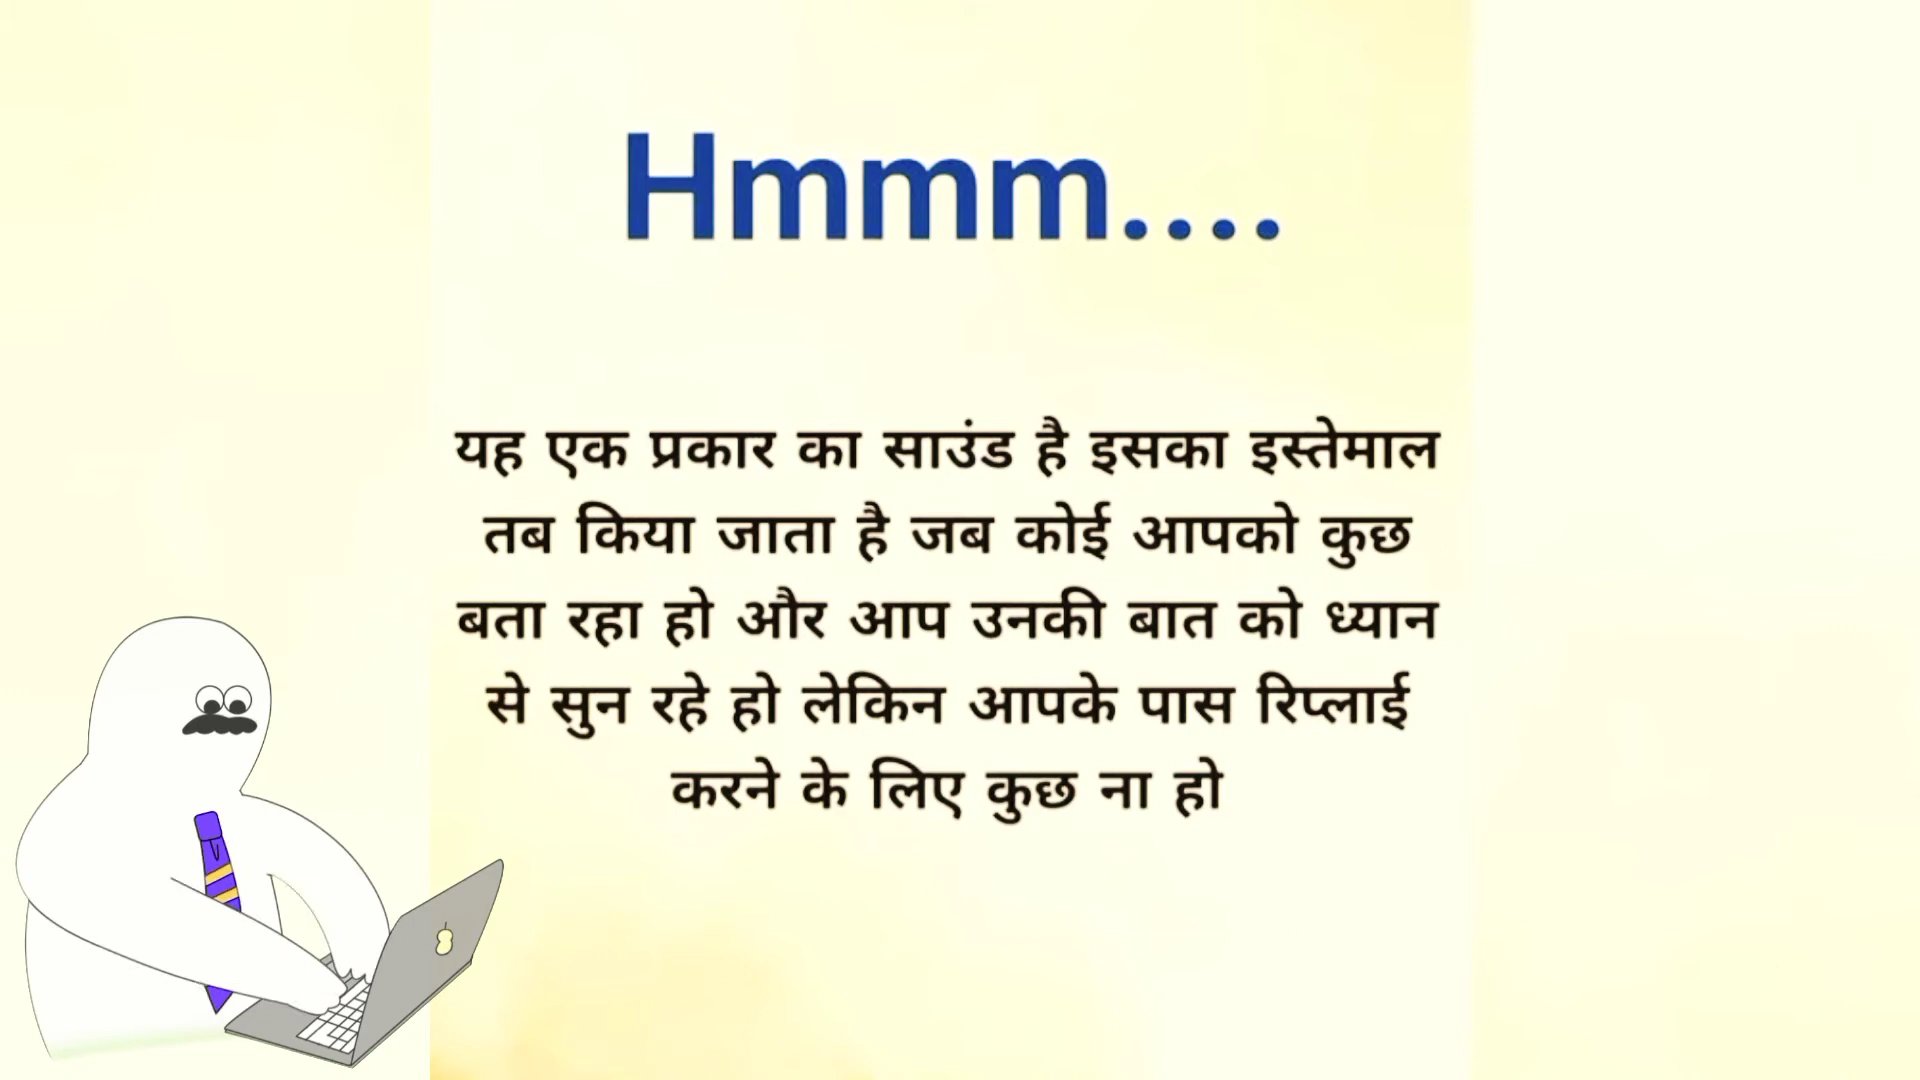 Hmmm....
यह एक प्रकार का साउंड है इसका इस्तेमाल
तब किया जाता है जब कोई आपको कुछ
बता रहा हो और आप उनकी बात को ध्यान
से सुन रहे हो लेकिन आपके पास रिप्लाई
करने के लिए कुछ ना हो